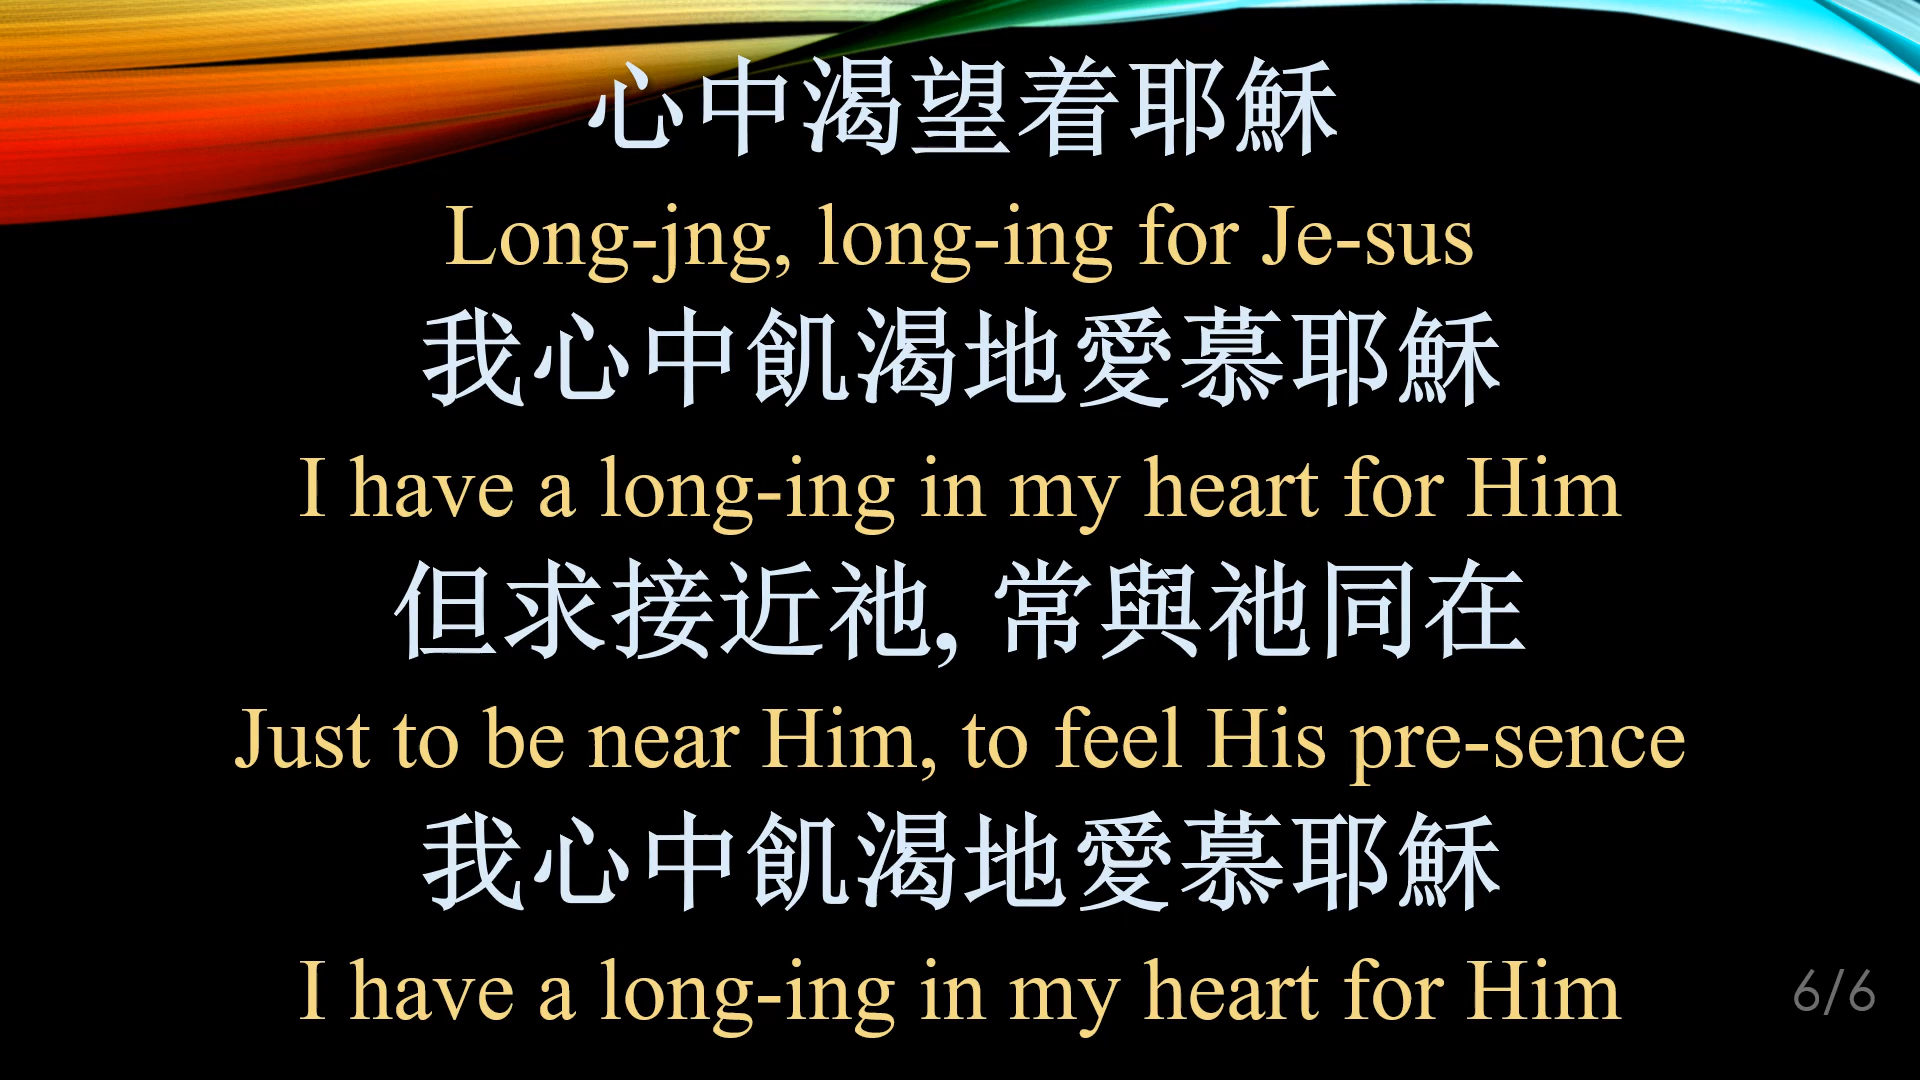 心中渴望着耶穌
Long-jng, long-ing for Je-sus
我心中飢渴地愛慕耶穌
I have a long-ing in my heart for Him
但求接近祂, 常與祂同在
Just to be near Him, to feel His pre-sence
我心中飢渴地愛慕耶穌
I have a long-ing in my heart for Him
6/6